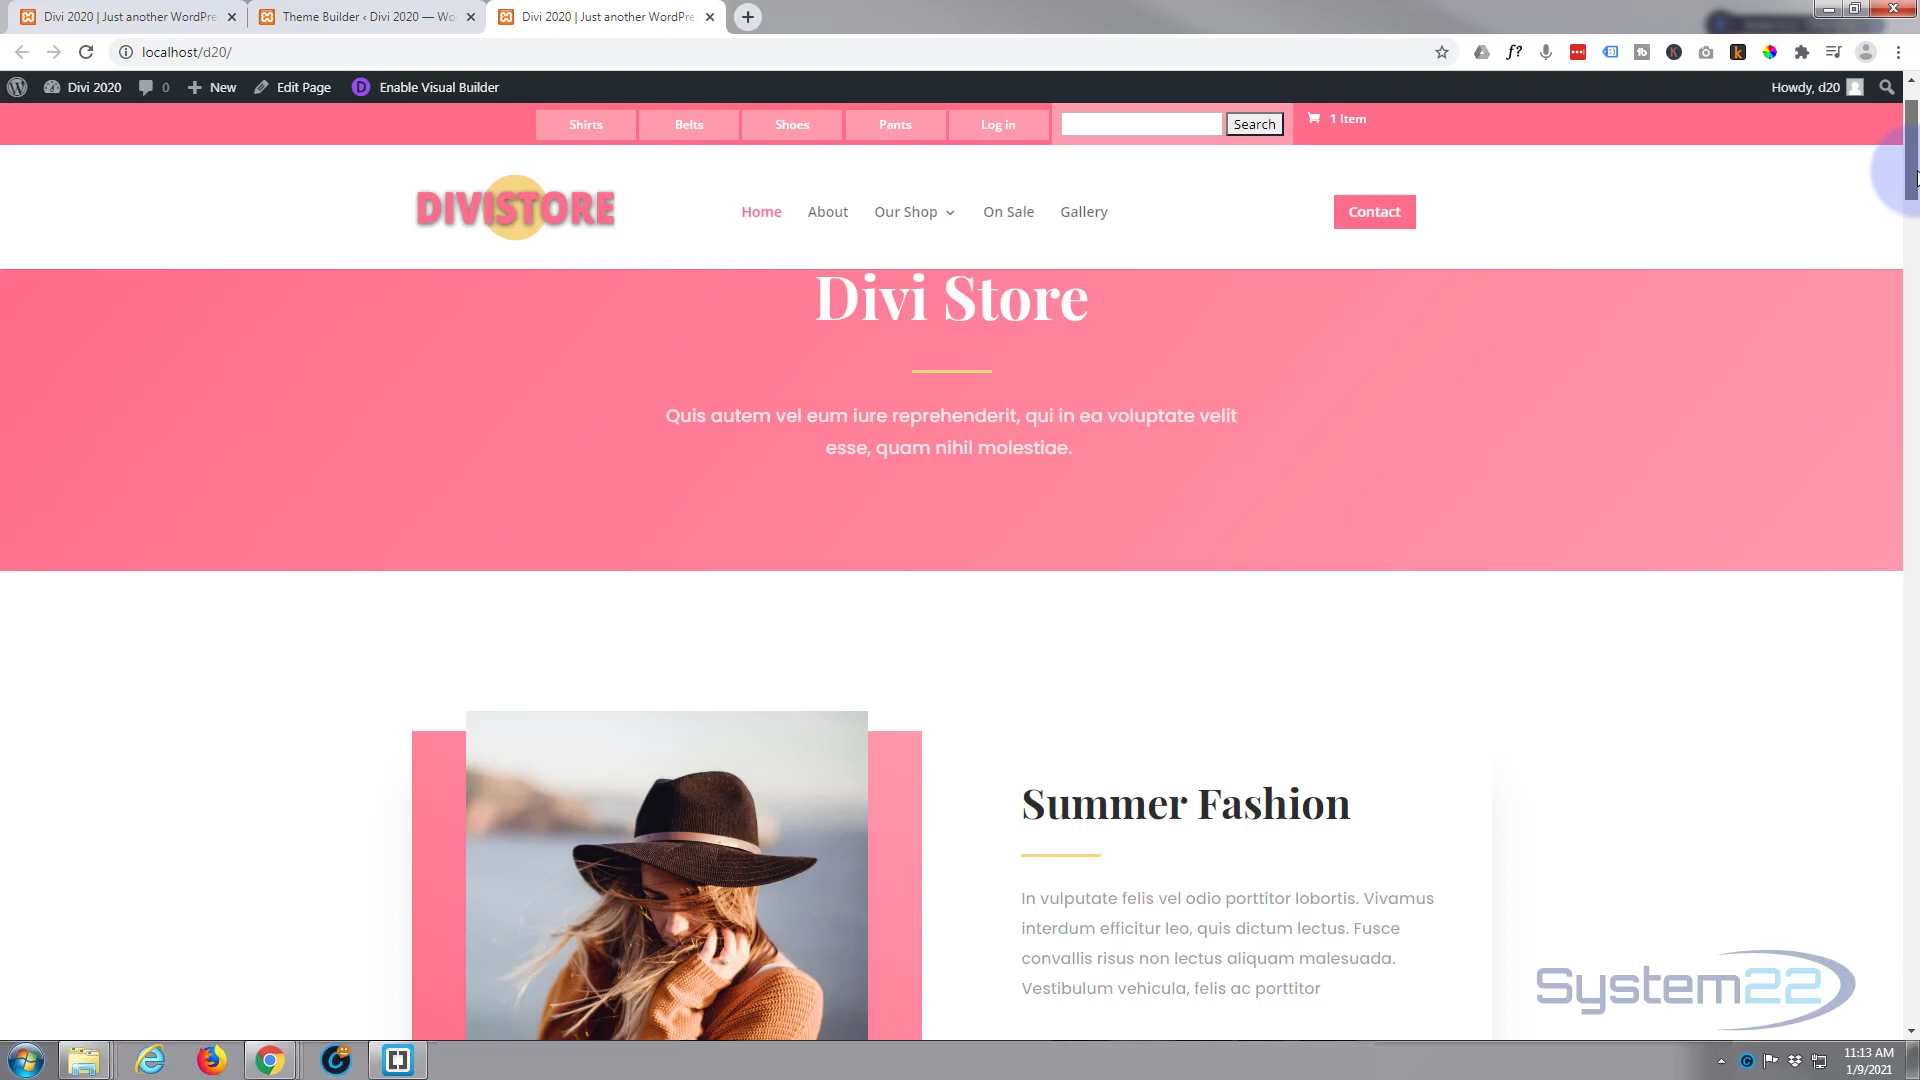 Divi 2020 | Just another WordPre
Theme Builder ‹ Divi 2020 — Wo
Divi 2020 | Just another WordPre
localhost/d20/
Divi 2020
0
New
Edit Page
Enable Visual Builder
Howdy, d20
Shirts
Belts
Shoes
Pants
Log in
Search
1 Item
DIVISTORE
Home
About
Our Shop
On Sale
Gallery
Contact
Divi Store
Quis autem vel eum iure reprehenderit, qui in ea voluptate velit
esse, quam nihil molestiae.
Summer Fashion
In vulputate felis vel odio porttitor lobortis. Vivamus
interdum efficitur leo, quis dictum lectus. Fusce
convallis risus non lectus aliquam malesuada.
Vestibulum vehicula, felis ac porttitor
System22
11:13 AM
1/9/2021